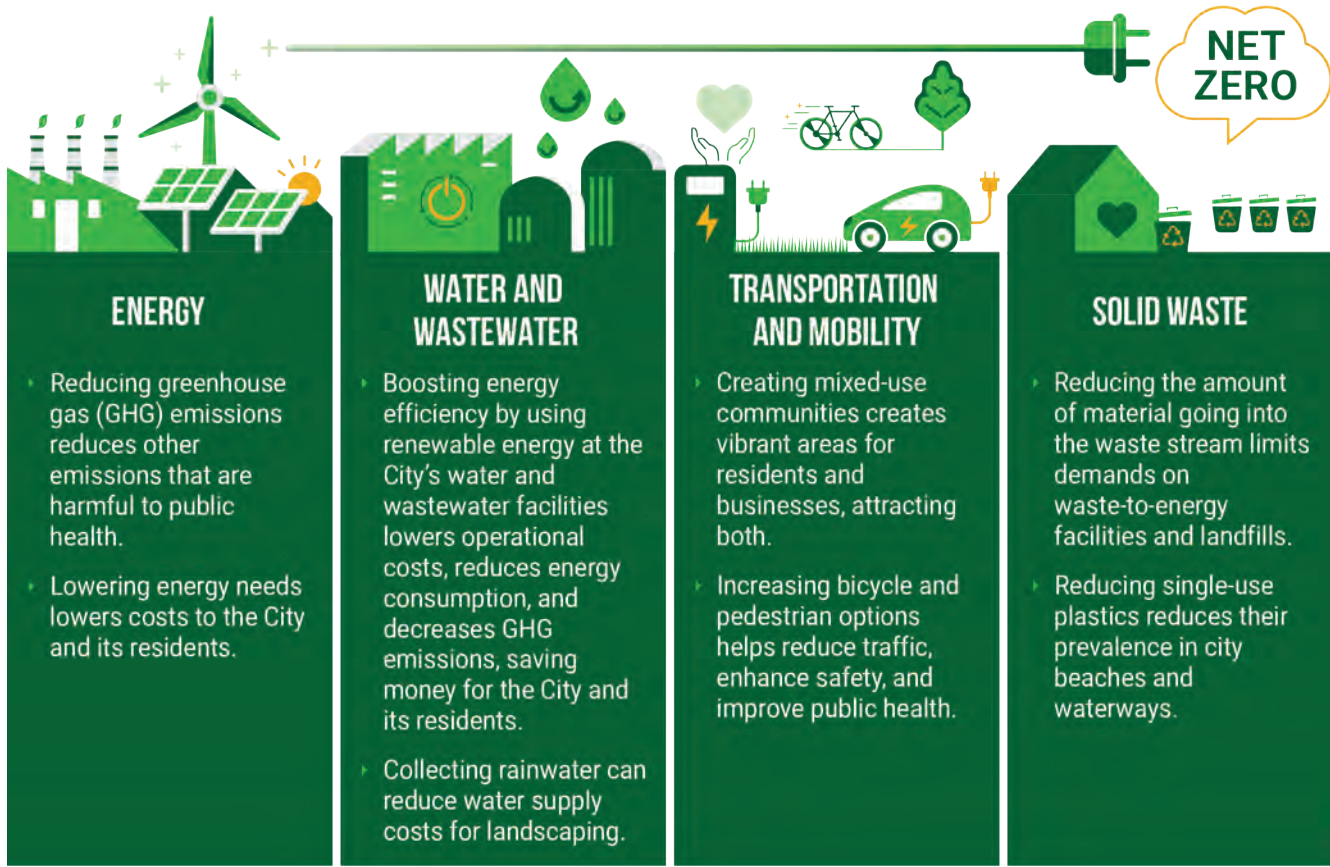 NET
ZERO
ENERGY
Reducing greenhouse
gas (GHG) emissions
reduces other
emissions that are
harmful to public
health.
Lowering energy needs
lowers costs to the City
and its residents.
WATER AND
WASTEWATER
Boosting energy
efficiency by using
renewable energy at the
City's water and
wastewater facilities
lowers operational
costs, reduces energy
consumption, and
decreases GHG
emissions, saving
money for the City and
its residents.
Collecting rainwater can
reduce water supply
costs for landscaping.
TRANSPORTATION
AND MOBILITY
Creating mixed-use
communities creates
vibrant areas for
residents and
businesses, attracting
both.
Increasing bicycle and
pedestrian options
helps reduce traffic,
enhance safety, and
improve public health.
SOLID WASTE
Reducing the amount
of material going into
the waste stream limits
demands on
waste-to-energy
facilities and landfills.
Reducing single-use
plastics reduces their
prevalence in city
beaches and
waterways.